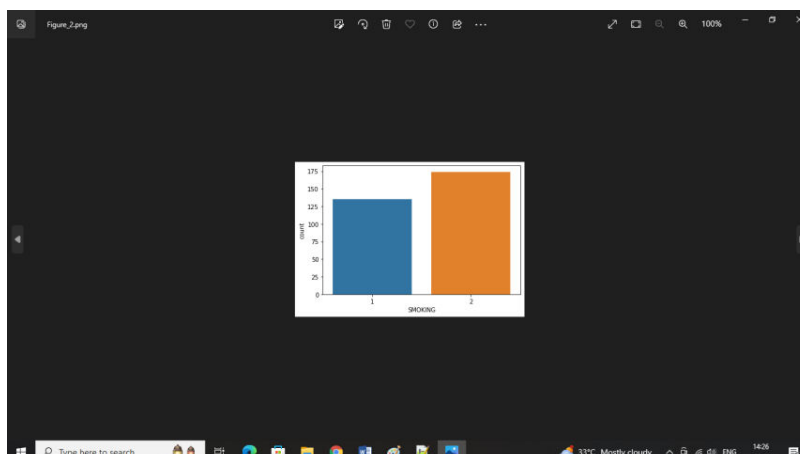 Figure_2.png
100%
175
150
125
100
75
50
25
0
count
1 2
SMOKING
Type here to search
33°C Mostly cloudy ENG 14:26